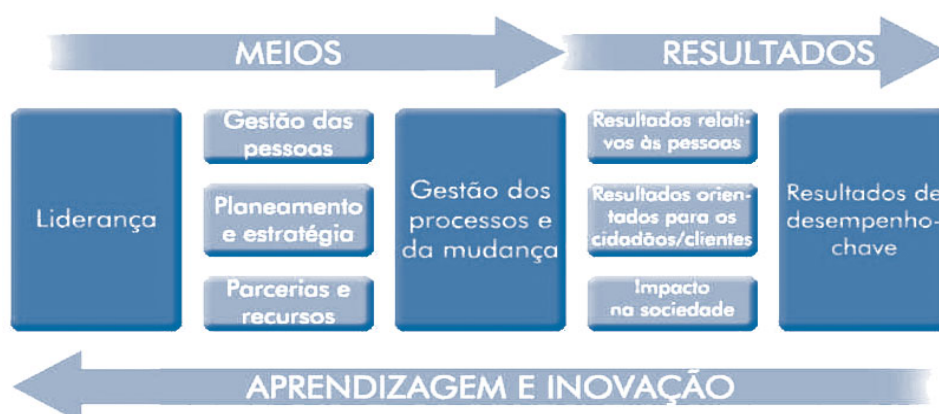 MEIOS
RESULTADOS
Liderança
Gestão das
pessoas
Planeamento
e estratégia
Parcerias e
recursos
Gestão dos
processos e
da mudança
Resultados relati-
vos às pessoas
Resultados orien-
tados para os
cidadãos/clientes
Impacto
na sociedade
Resultados de
desempenho-
chave
APRENDIZAGEM E INOVAÇÃO